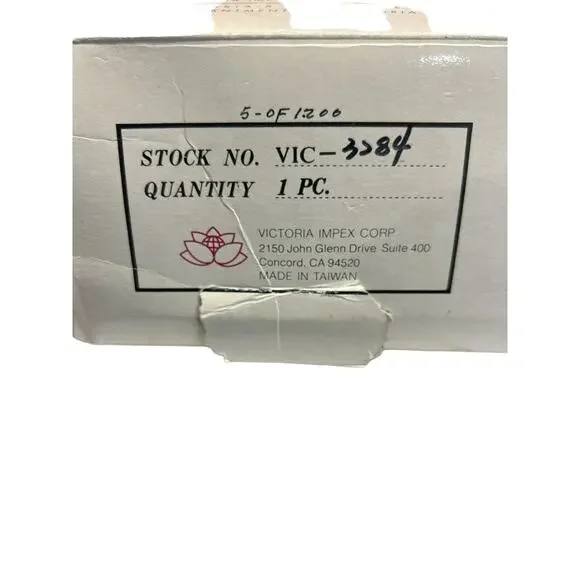 5-OF 1200
STOCK NO. VIC-3284
QUANTITY 1 PC.
VICTORIA IMPEX CORP
2150 John Glenn Drive Suite 400
Concord, CA 94520
MADE IN TAIWAN